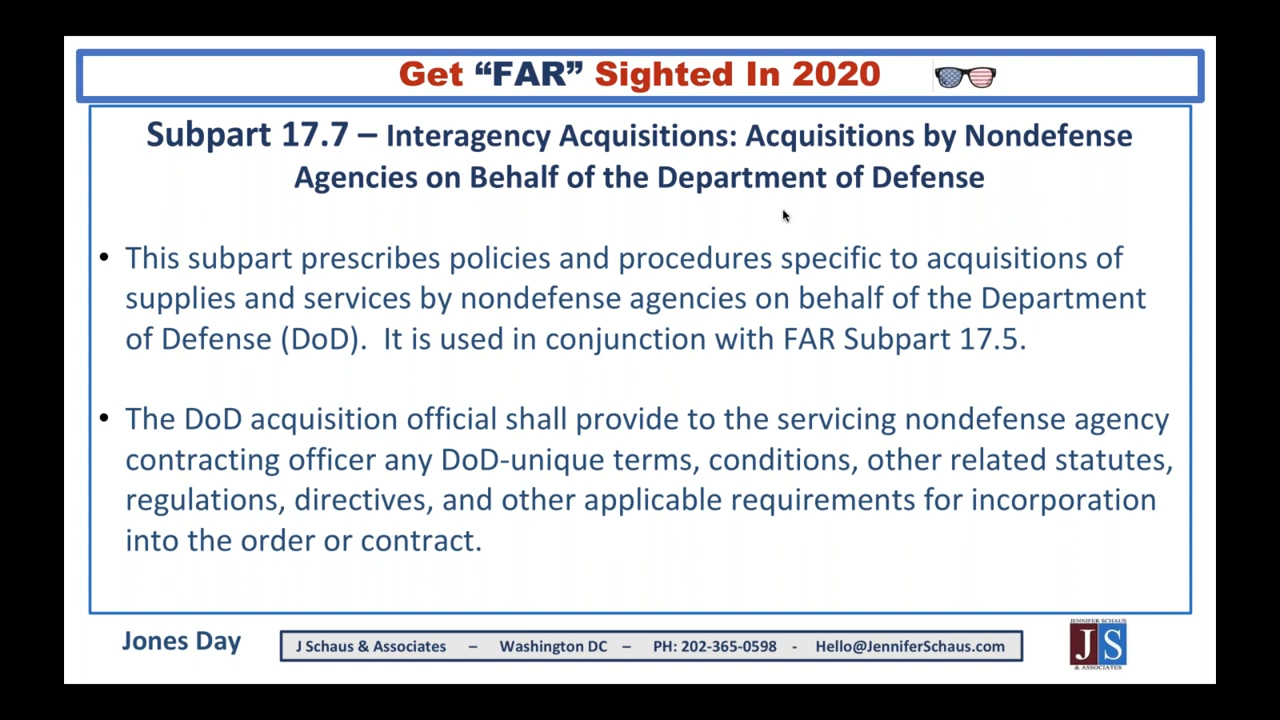 Get “FAR” Sighted In 2020
Subpart 17.7 – Interagency Acquisitions: Acquisitions by Nondefense
Agencies on Behalf of the Department of Defense
• This subpart prescribes policies and procedures specific to acquisitions of
supplies and services by nondefense agencies on behalf of the Department
of Defense (DoD).  It is used in conjunction with FAR Subpart 17.5.
• The DoD acquisition official shall provide to the servicing nondefense agency
contracting officer any DoD-unique terms, conditions, other related statutes,
regulations, directives, and other applicable requirements for incorporation
into the order or contract.
Jones Day
J Schaus & Associates – Washington DC – PH: 202-365-0598 - Hello@JenniferSchaus.com
JENNIFER SCHAUS
JS
& ASSOCIATES